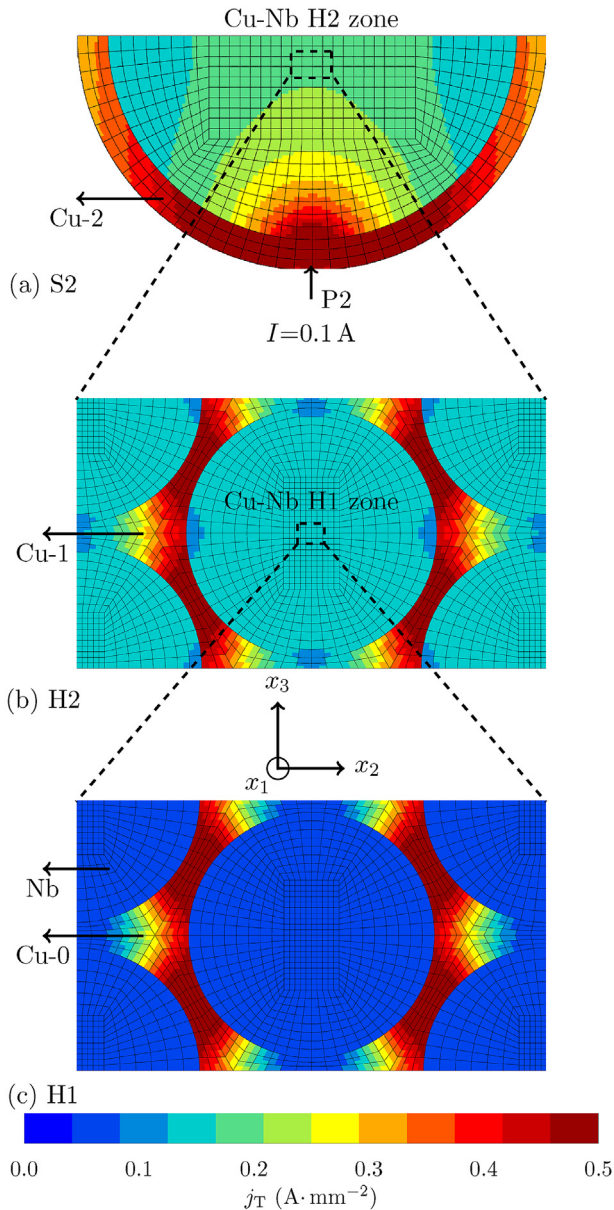 Cu-Nb H2 zone
Cu-2
(a) S2
P2
I=0.1 A
Cu-Nb H1 zone
Cu-1
(b) H2
x₃
x₁
x₂
Nb
Cu-0
(c) H1
0.0 0.1 0.2 0.3 0.4 0.5
j_T (A·mm⁻²)